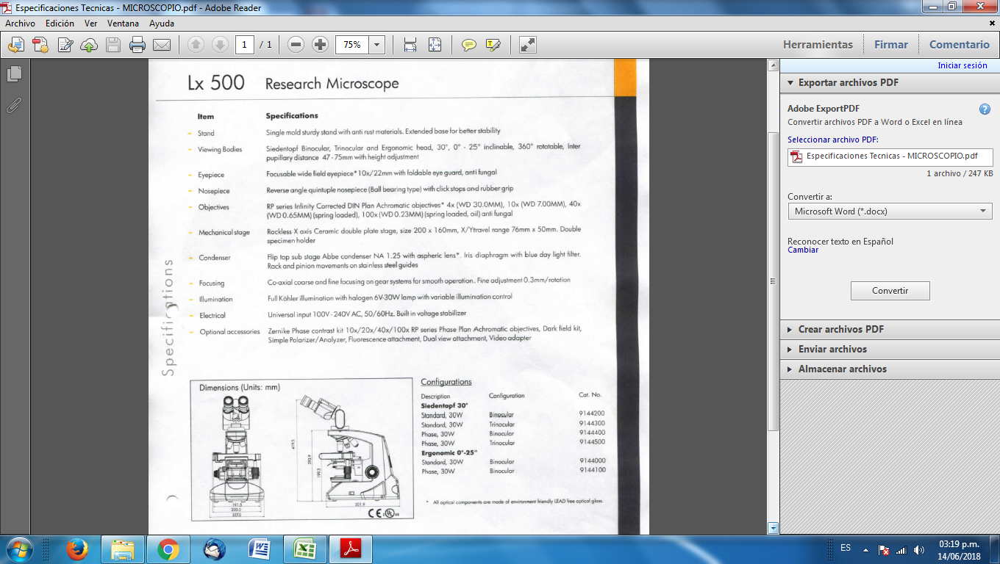 Especificaciones Tecnicas - MICROSCOPIO.pdf - Adobe Reader
Archivo Edición Ver Ventana Ayuda
1 / 1 75% Herramientas Firmar Comentario
Iniciar sesión
Exportar archivos PDF
Adobe ExportPDF
Convertir archivos PDF a Word o Excel en línea
Seleccionar archivo PDF:
Especificaciones Tecnicas - MICROSCOPIO.pdf
1 archivo / 247 KB
Convertir a:
Microsoft Word (*.docx)
Reconocer texto en Español
Cambiar
Convertir
Crear archivos PDF
Enviar archivos
Almacenar archivos
Lx 500 Research Microscope
Specifications
Item Specifications
Stand Single mold sturdy stand with anti rust materials. Extended base for better stability
Viewing Bodies Siedentopf Binocular, Trinocular and Ergonomic head, 30°, 0° - 25° inclinable, 360° rotatable, Inter
pupillary distance 47-75mm with height adjustment
Eyepiece Focusable wide field eyepiece* 10x/22mm with foldable eye guard, anti fungal
Nosepiece Reverse angle quintuple nosepiece (Ball bearing type) with click stops and rubber grip
Objectives RP series Infinity Corrected DIN Plan Achromatic objectives* 4x (WD 30.0MM), 10x (WD 7.00MM), 40x
(WD 0.65MM) (spring loaded), 100x (WD 0.23MM) (spring loaded, oil) anti fungal
Mechanical stage Rackless X axis Ceramic double plate stage, size 200 x 160mm, X/Ytravel range 76mm x 50mm. Double
specimen holder
Condenser Flip top sub stage Abbe condenser NA 1.25 with aspheric lens*. Iris diaphragm with blue day light filter.
Rack and pinion movements on stainless steel guides
Focusing Co-axial coarse and fine focusing on gear systems for smooth operation. Fine adjustment 0.3mm/rotation
Illumination Full Köhler illumination with halogen 6V-30W lamp with variable illumination control
Electrical Universal input 100V-240V AC, 50/60Hz. Built in voltage stabilizer
Optional accessories Zernike Phase contrast kit 10x/20x/40x/100x RP series Phase Plan Achromatic objectives, Dark field kit,
Simple Polarizer/Analyzer, Fluorescence attachment, Dual view attachment, Video adapter
Dimensions (Units: mm)
419.5
191.5
200.0
301.9
CE
Configurations
Description Configuration Cat. No.
Siedentopf 30°
Standard, 30W Binocular 9144200
Standard, 30W Trinocular 9144300
Phase, 30W Binocular 9144400
Phase, 30W Trinocular 9144500
Ergonomic 0°-25°
Standard, 30W Binocular 9144000
Phase, 30W Binocular 9144100
* All optical components are made of environment friendly LEAD free optical glass.
ES 03:19 p.m.
14/06/2018